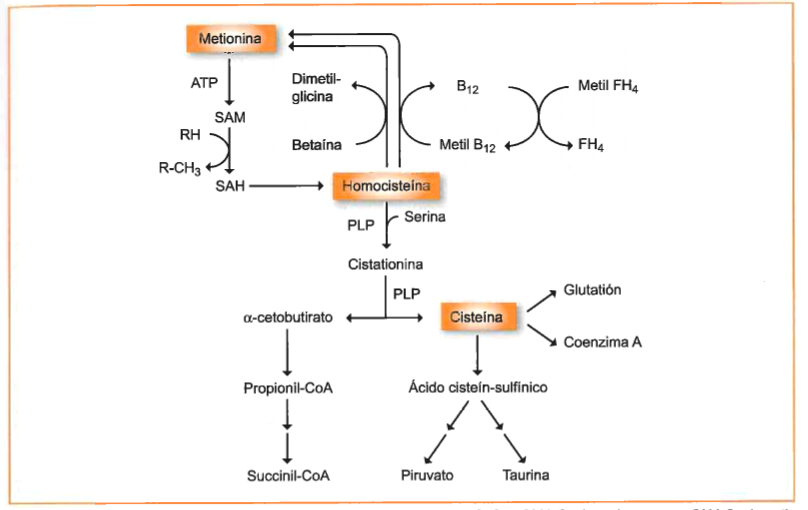 Metionina
ATP
SAM
RH
R-CH₃
SAH
Dimetil-
glicina
Betaína
B₁₂
Metil B₁₂
Metil FH₄
FH₄
Homocisteína
PLP
Serina
Cistationina
PLP
α-cetobutirato
Cisteína
Glutatión
Coenzima A
Propionil-CoA
Ácido cisteín-sulfínico
Succinil-CoA
Piruvato
Taurina